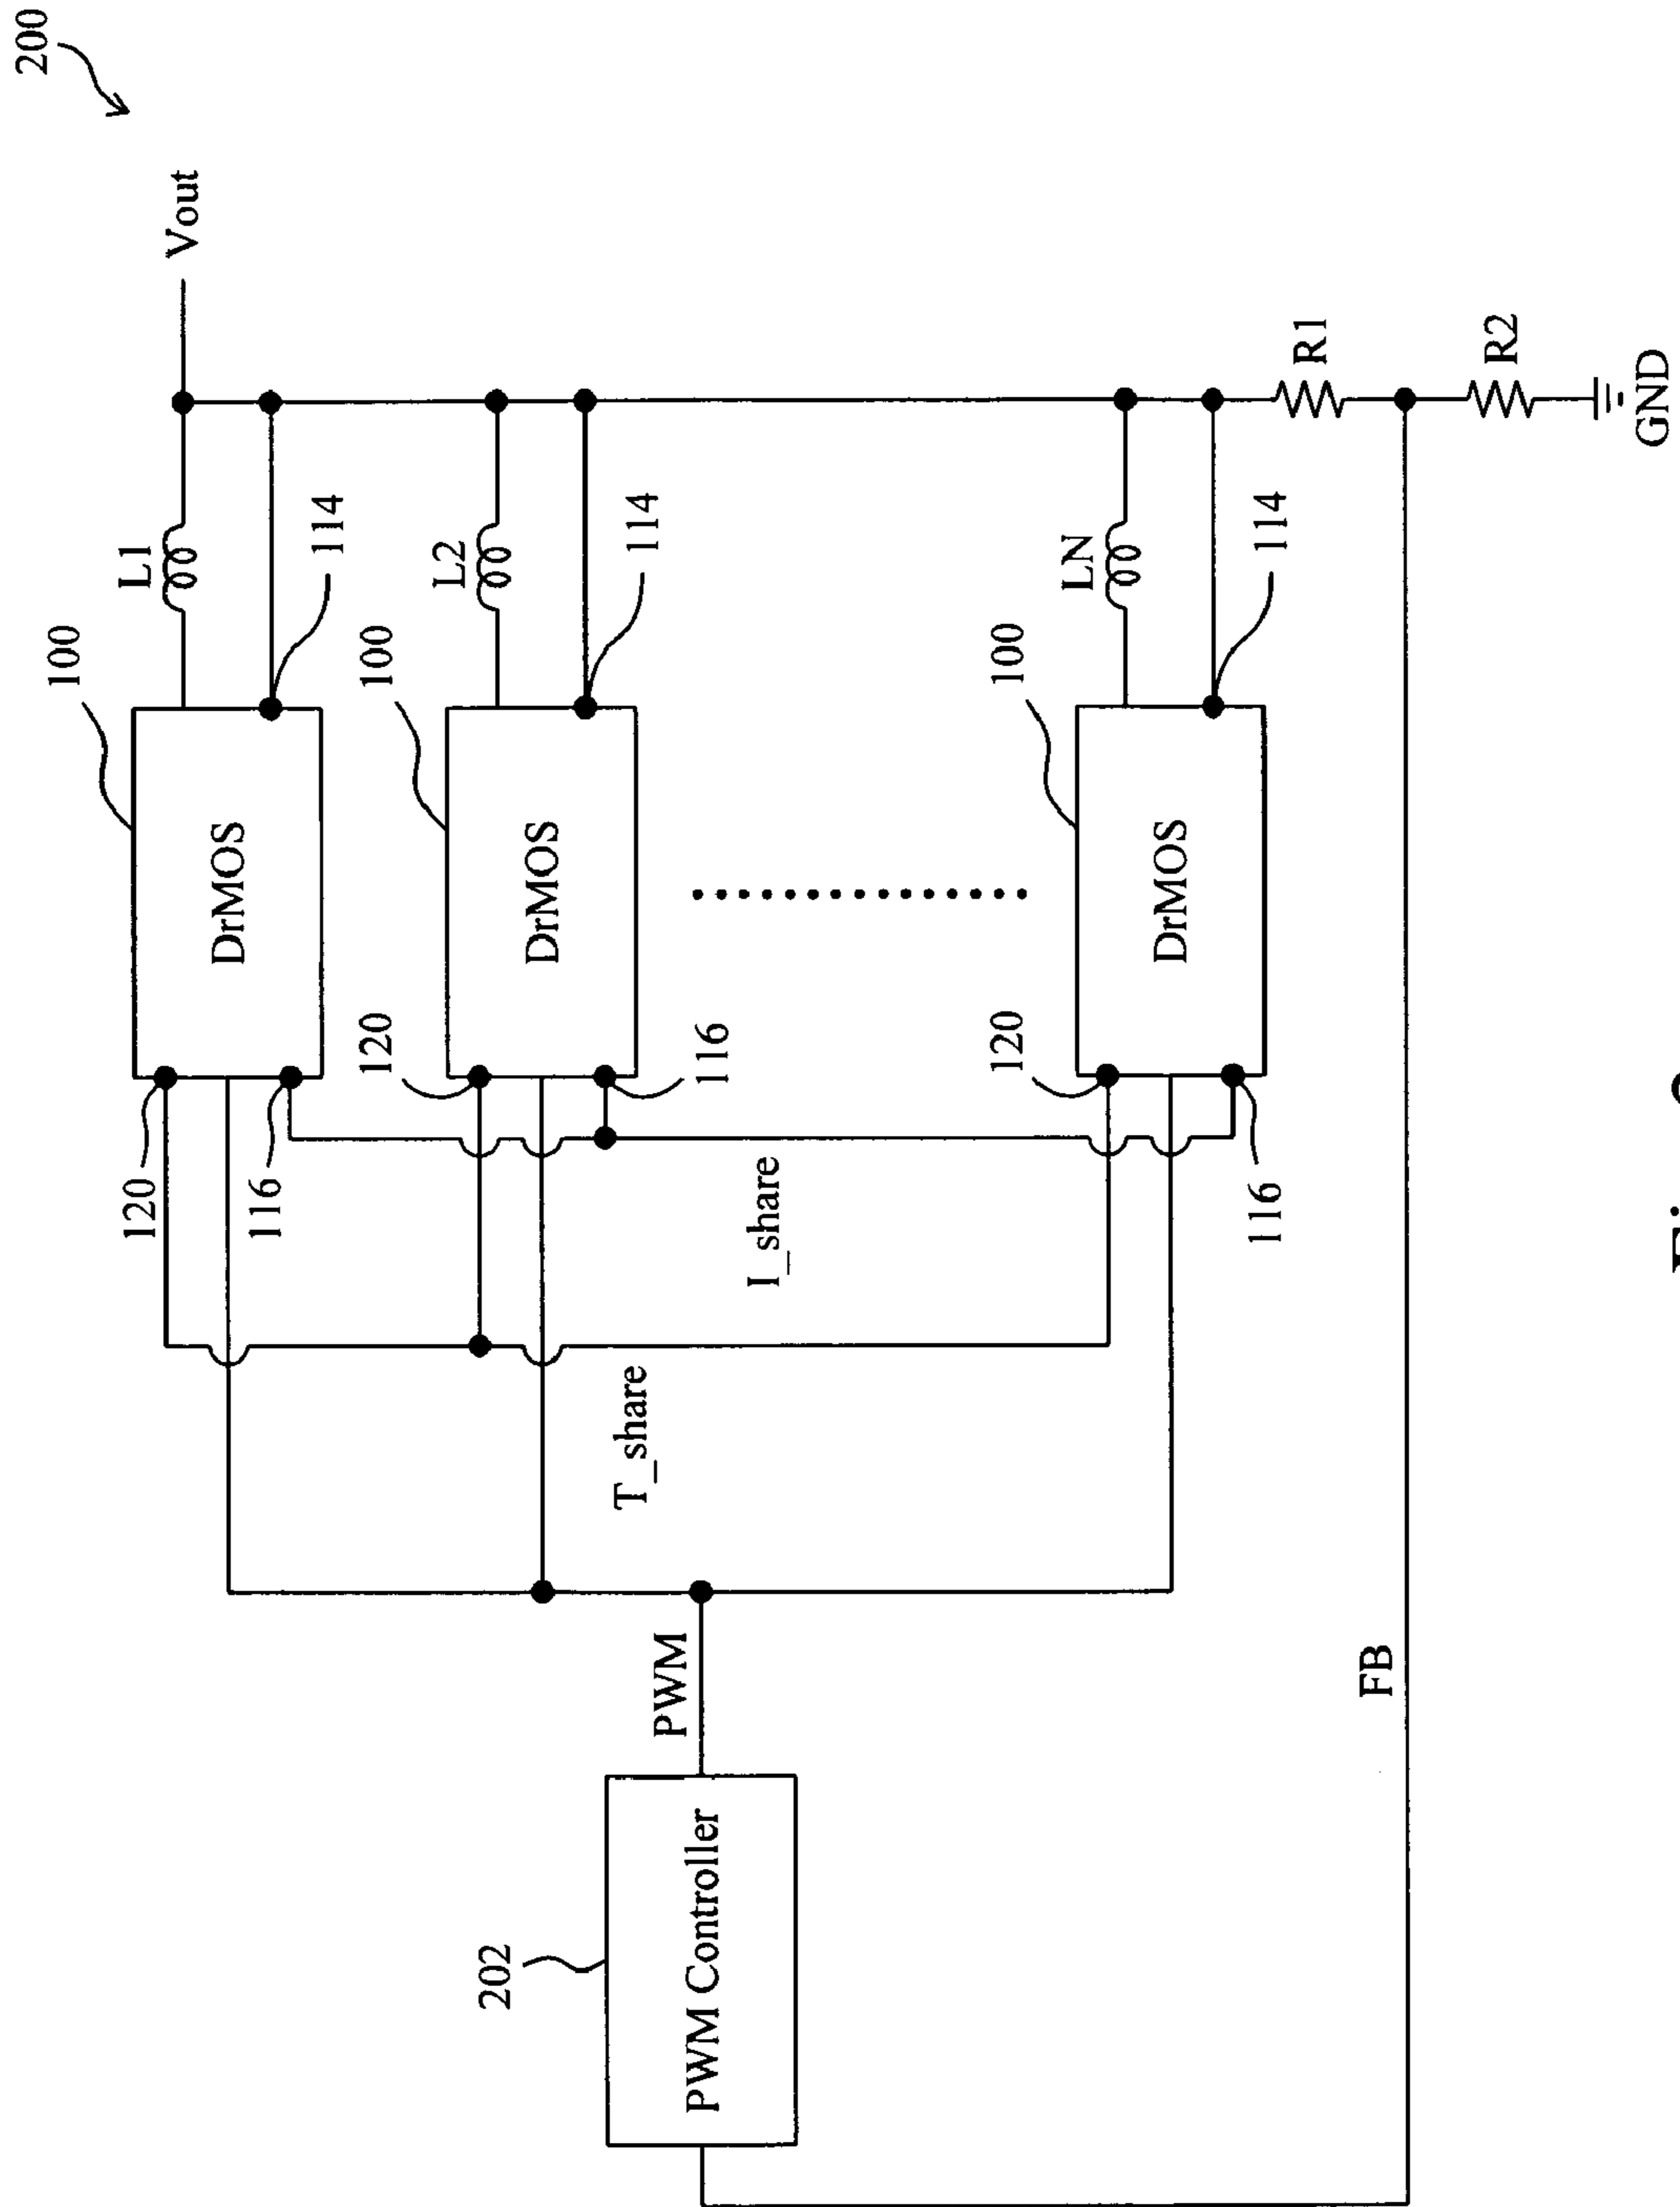 200
Vout
L1
100
DrMOS
114
120
116
L2
100
DrMOS
114
120
116
I_share
T_share
LN
100
DrMOS
114
120
116
R1
R2
GND
PWM
202
PWM Controller
FB